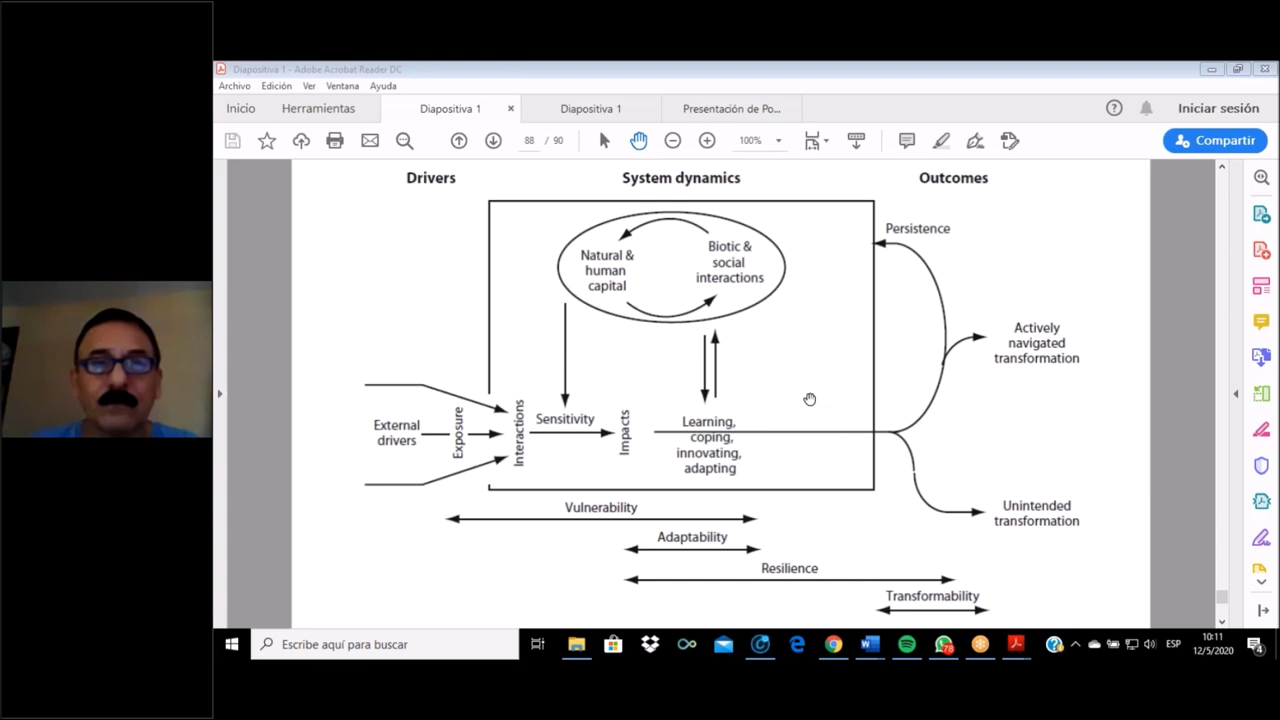 Diapositiva 1 - Adobe Acrobat Reader DC
Archivo Edición Ver Ventana Ayuda
Inicio Herramientas Diapositiva 1 × Diapositiva 1 Presentación de Po... Iniciar sesión
88 / 90 100% Compartir
Drivers System dynamics Outcomes
Persistence
Natural &
human
capital
Biotic &
social
interactions
Actively
navigated
transformation
External
drivers
Exposure
Interactions
Sensitivity
Impacts
Learning,
coping,
innovating,
adapting
Unintended
transformation
Vulnerability
Adaptability
Resilience
Transformability
Escribe aquí para buscar
78
ESP
10:11
12/5/2020
4